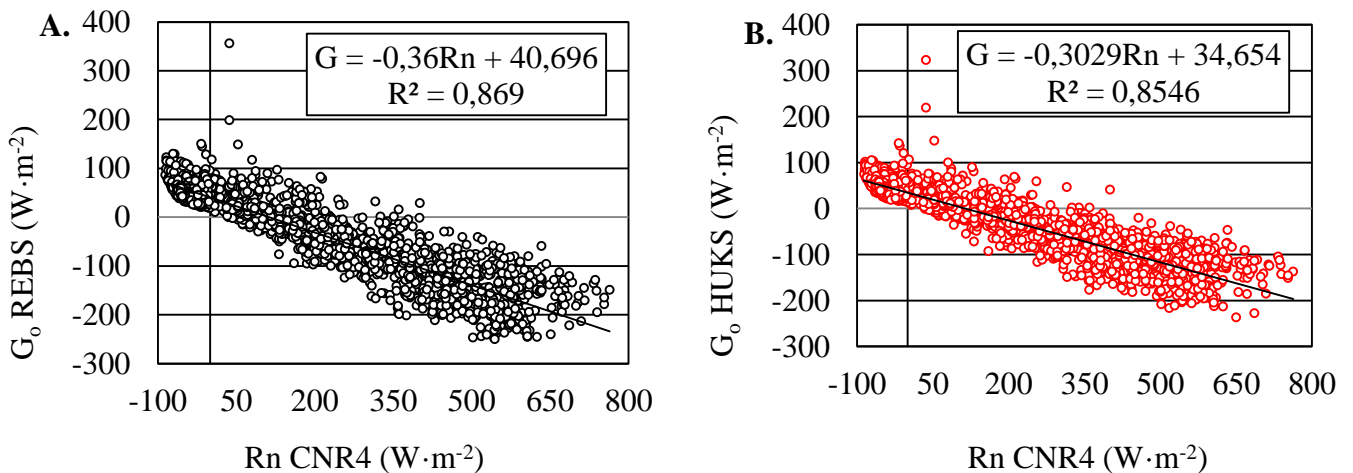 A.
G = -0,36Rn + 40,696
R² = 0,869
400
300
200
100
0
-100
-200
-300
G₀ REBS (W·m⁻²)
-100 50 200 350 500 650 800
Rn CNR4 (W·m⁻²)
B.
G = -0,3029Rn + 34,654
R² = 0,8546
400
300
200
100
0
-100
-200
-300
G₀ HUKS (W·m⁻²)
-100 50 200 350 500 650 800
Rn CNR4 (W·m⁻²)